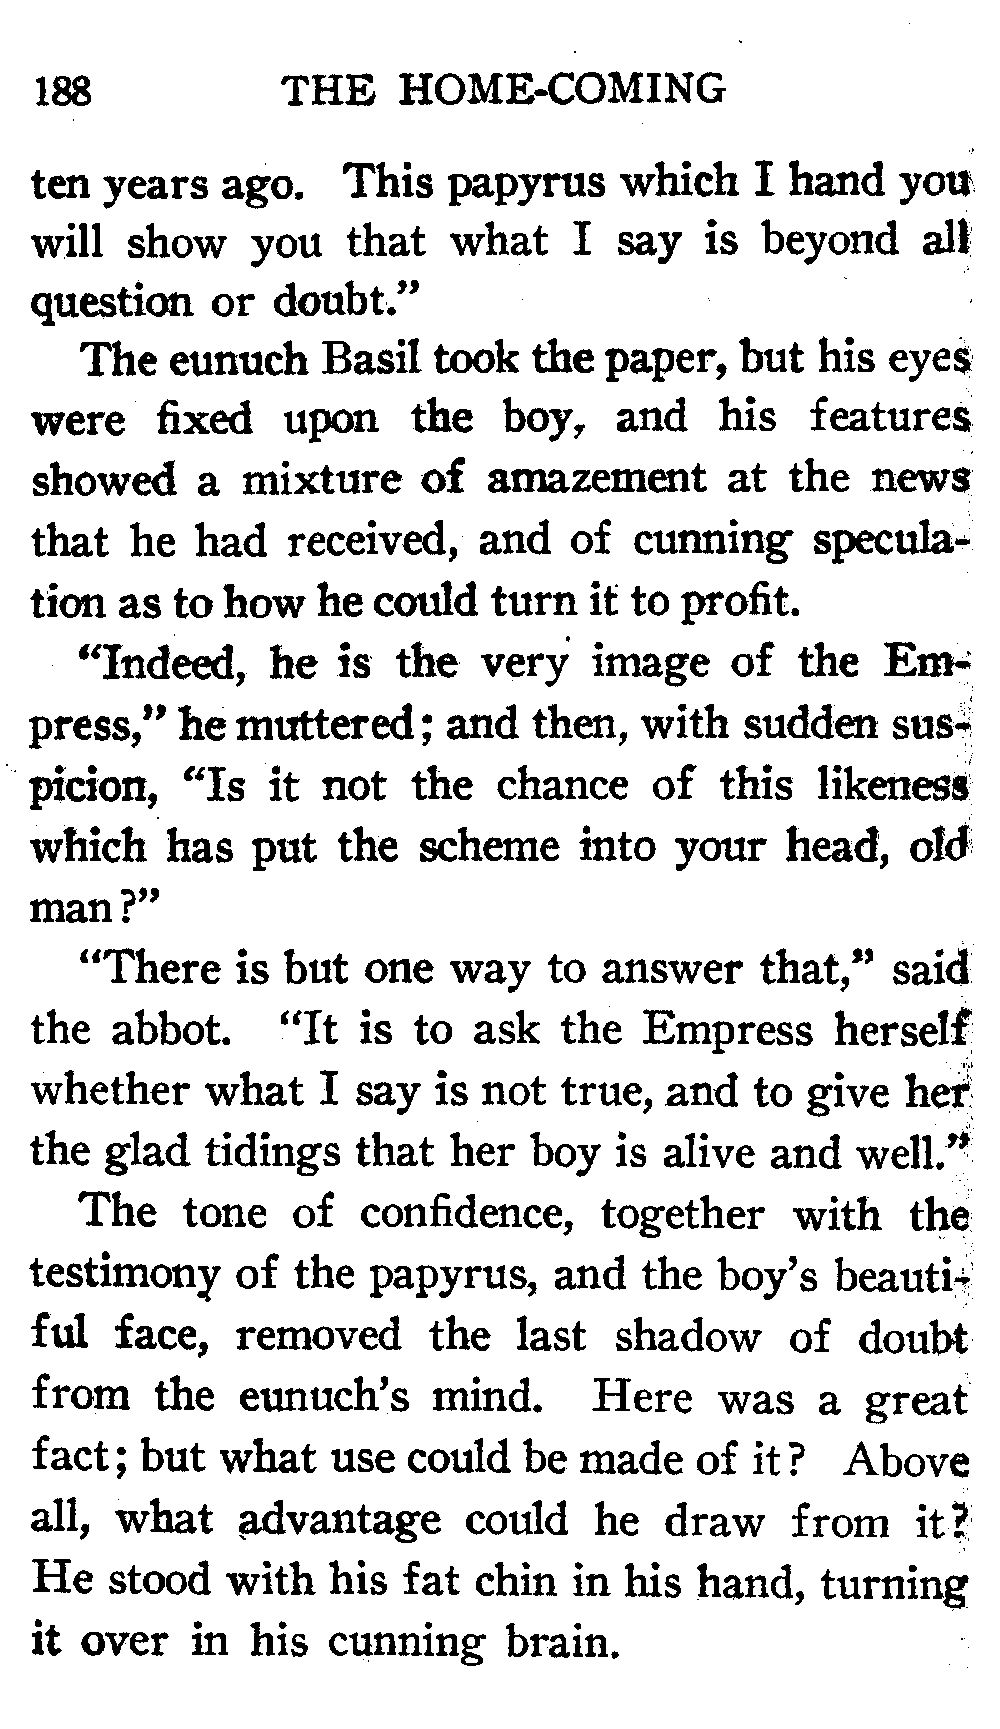 188 THE HOME-COMING
ten years ago. This papyrus which I hand you
will show you that what I say is beyond all
question or doubt.”
The eunuch Basil took the paper, but his eyes
were fixed upon the boy, and his features
showed a mixture of amazement at the news
that he had received, and of cunning specula-
tion as to how he could turn it to profit.
“Indeed, he is the very image of the Em-
press,” he muttered; and then, with sudden sus-
picion, “Is it not the chance of this likeness
which has put the scheme into your head, old
man?”
“There is but one way to answer that,” said
the abbot. “It is to ask the Empress herself
whether what I say is not true, and to give her
the glad tidings that her boy is alive and well.”
The tone of confidence, together with the
testimony of the papyrus, and the boy’s beauti-
ful face, removed the last shadow of doubt
from the eunuch’s mind. Here was a great
fact; but what use could be made of it? Above
all, what advantage could he draw from it?
He stood with his fat chin in his hand, turning
it over in his cunning brain.